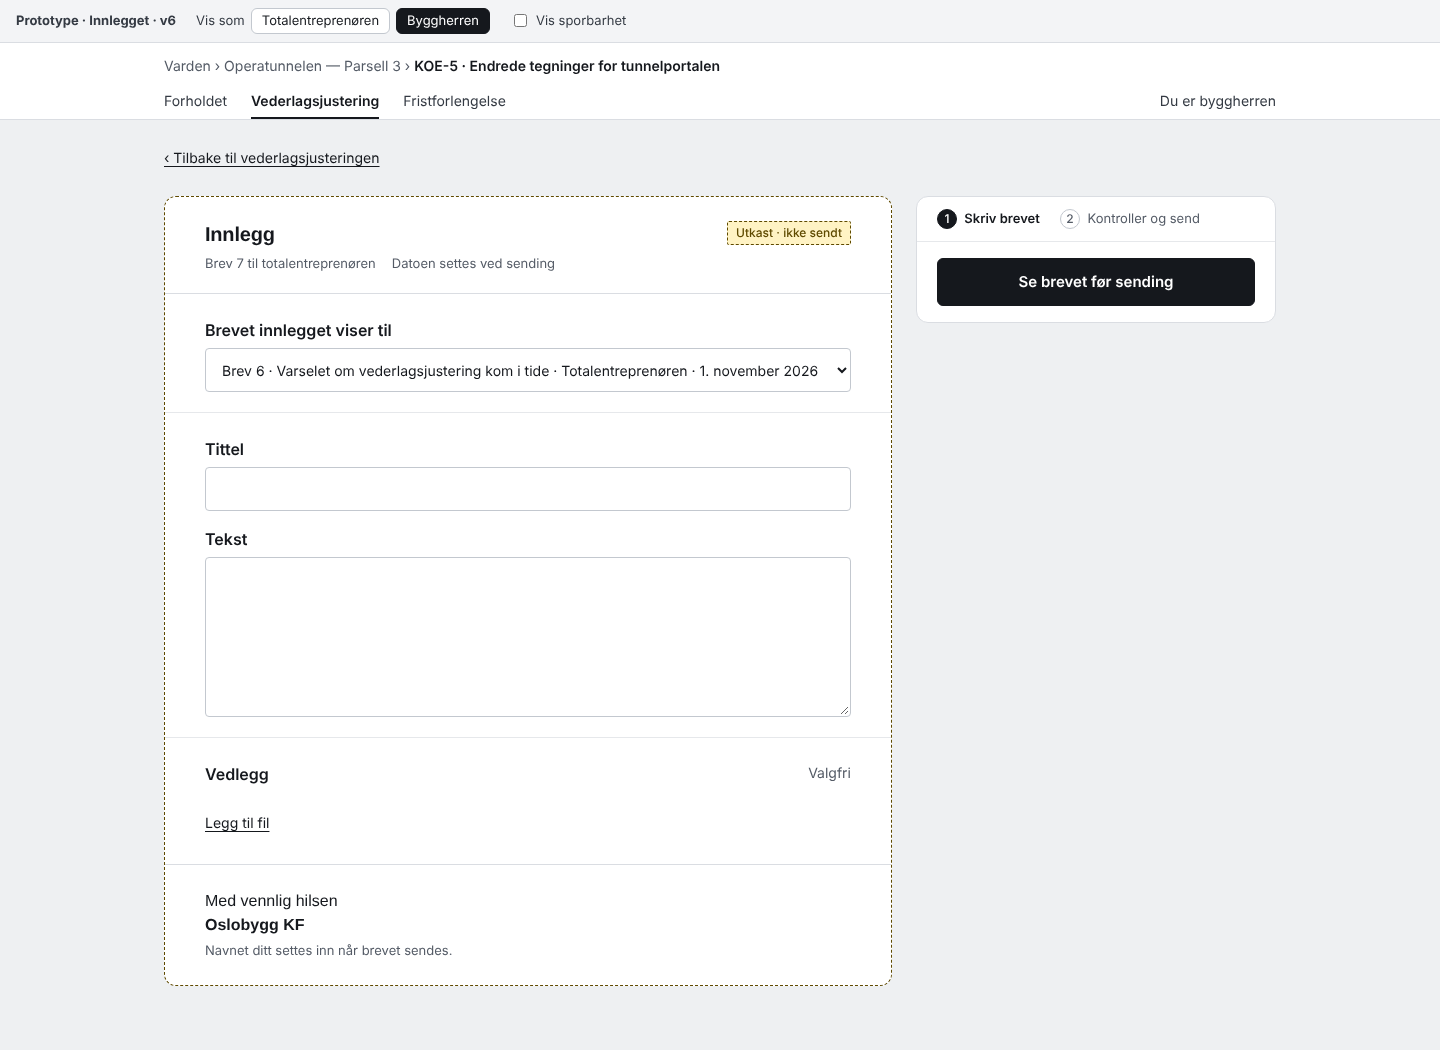 Prototype · Innlegget · v6 Vis som Totalentreprenøren Byggherren Vis sporbarhet
Varden › Operatunnelen — Parsell 3 › KOE-5 · Endrede tegninger for tunnelportalen
Forholdet Vederlagsjustering Fristforlengelse Du er byggherren
‹ Tilbake til vederlagsjusteringen
Innlegg Utkast · ikke sendt
Brev 7 til totalentreprenøren Datoen settes ved sending
1 Skriv brevet 2 Kontroller og send
Se brevet før sending
Brevet innlegget viser til
Brev 6 · Varselet om vederlagsjustering kom i tide · Totalentreprenøren · 1. november 2026
Tittel
Tekst
Vedlegg Valgfri
Legg til fil
Med vennlig hilsen
Oslobygg KF
Navnet ditt settes inn når brevet sendes.